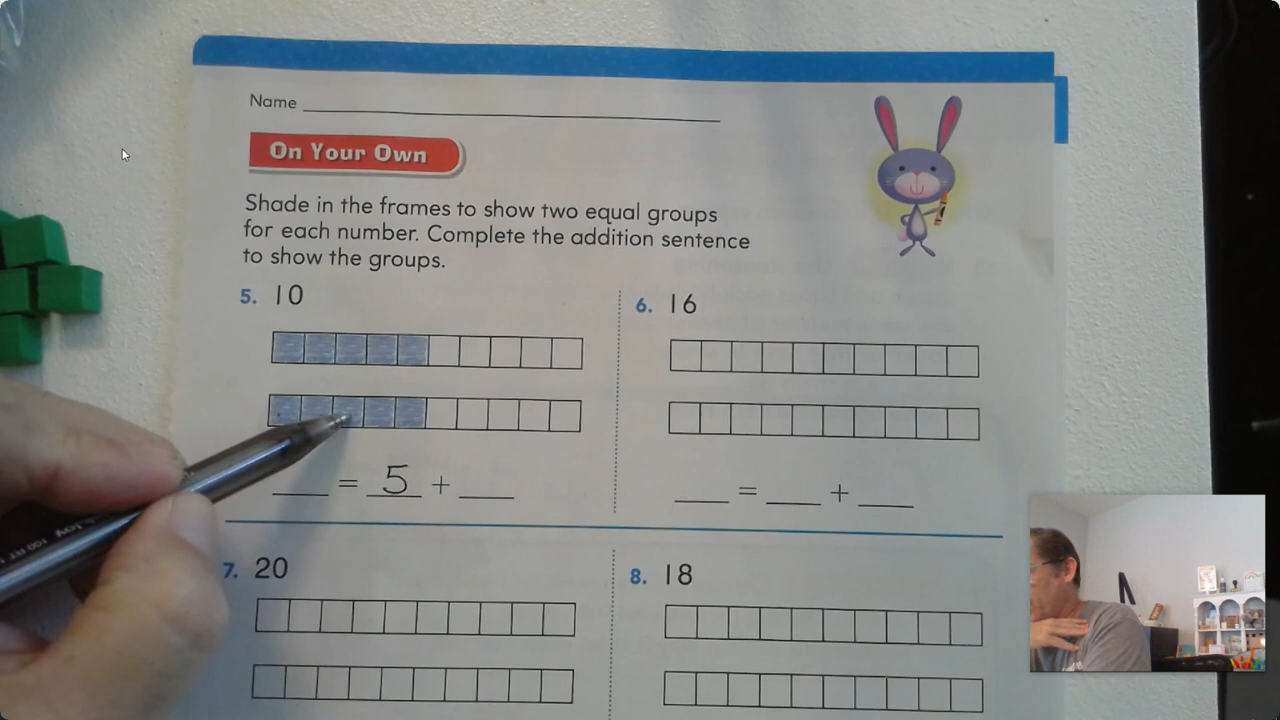 Name
On Your Own
Shade in the frames to show two equal groups
for each number. Complete the addition sentence
to show the groups.
5. 10
= 5 +
6. 16
= +
7. 20
8. 18